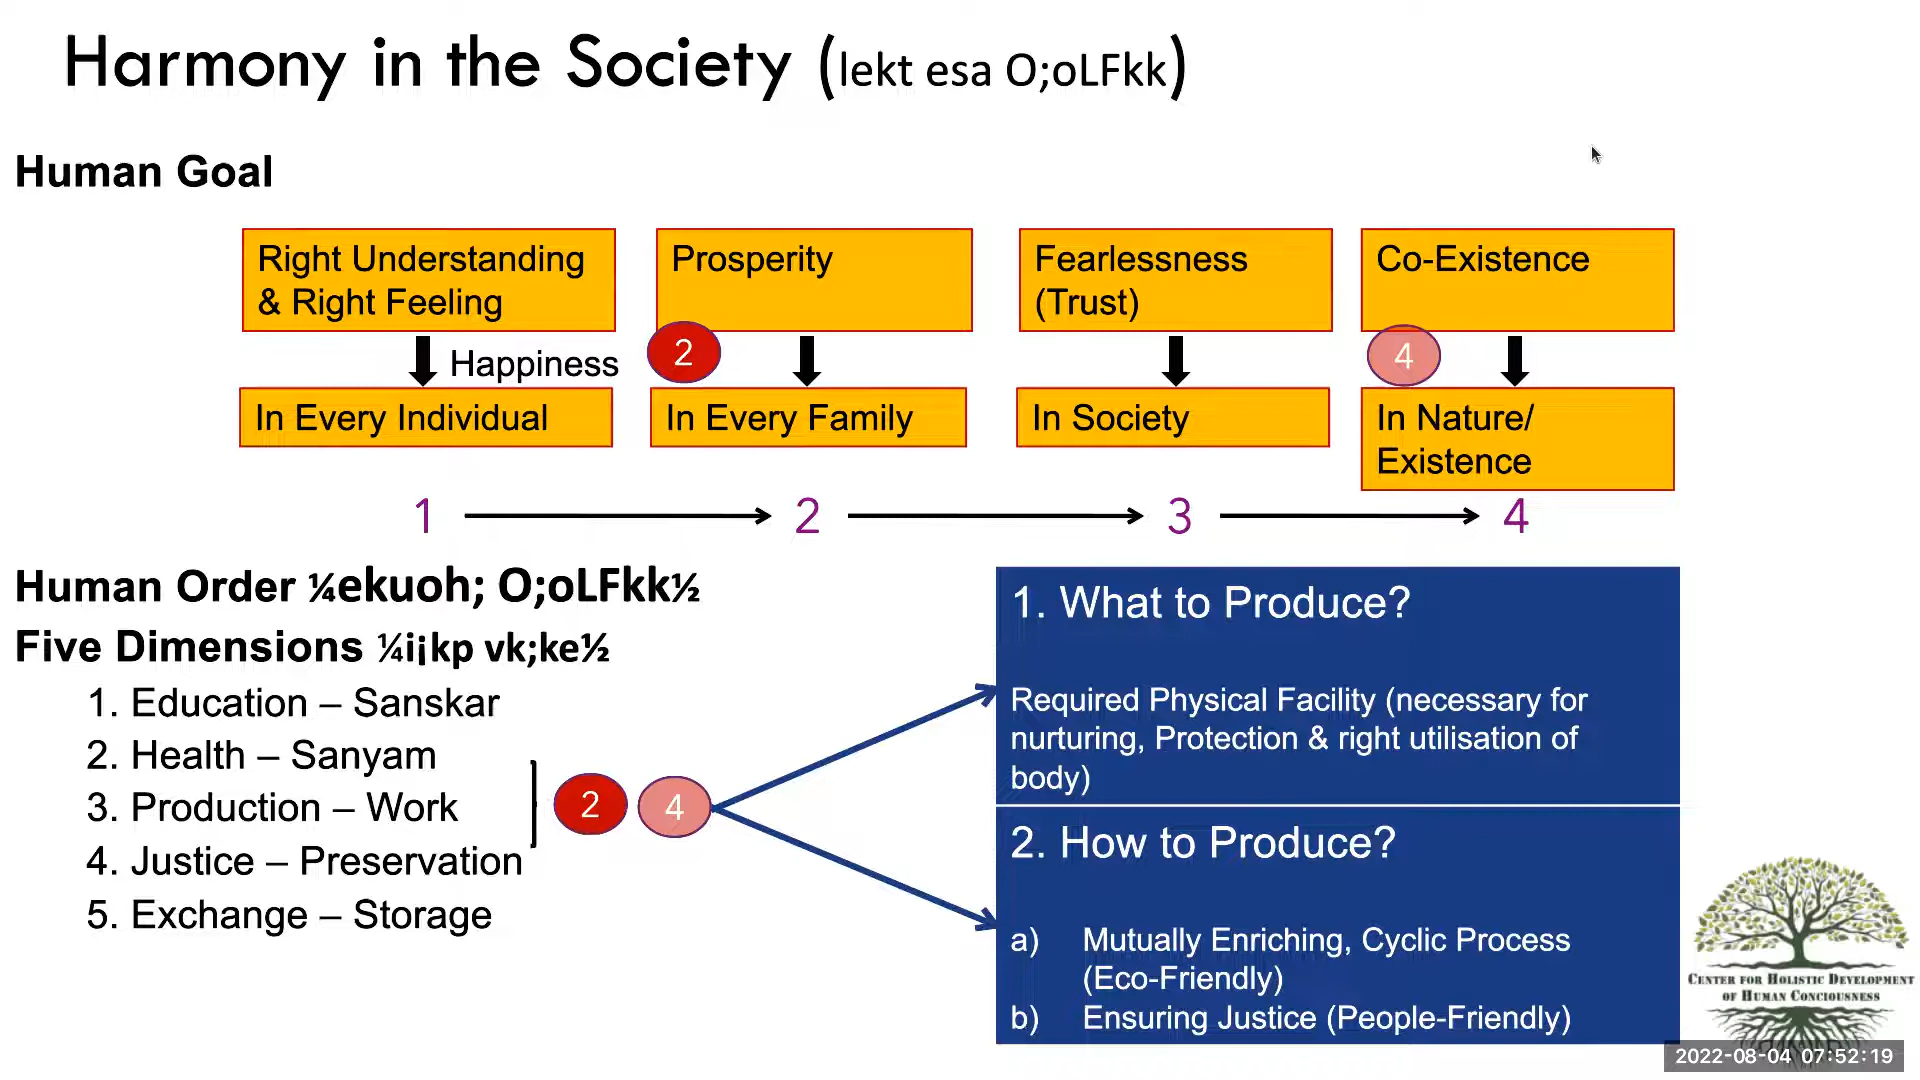 Harmony in the Society (lekt esa O;oLFkk)
Human Goal
Right Understanding
& Right Feeling
Prosperity
Fearlessness
(Trust)
Co-Existence
Happiness
2
4
In Every Individual
In Every Family
In Society
In Nature/
Existence
1
2
3
4
Human Order ¼ekuoh; O;oLFkk½
Five Dimensions ¼i¡kp vk;ke½
1. Education – Sanskar
2. Health – Sanyam
3. Production – Work
4. Justice – Preservation
5. Exchange – Storage
2
4
1. What to Produce?
Required Physical Facility (necessary for
nurturing, Protection & right utilisation of
body)
2. How to Produce?
a) Mutually Enriching, Cyclic Process
(Eco-Friendly)
b) Ensuring Justice (People-Friendly)
CENTER FOR HOLISTIC DEVELOPMENT
OF HUMAN CONCIOUSNESS
2022-08-04 07:52:19